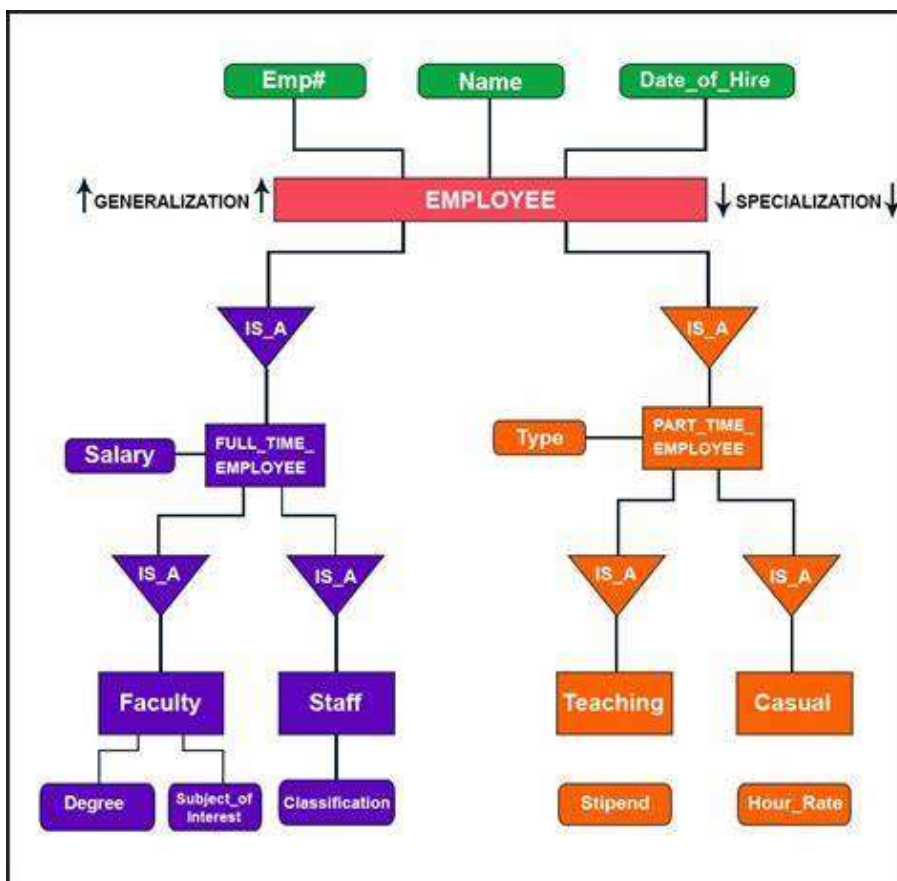 Emp#
Name
Date_of_Hire
GENERALIZATION
EMPLOYEE
SPECIALIZATION
IS_A
IS_A
Salary
FULL_TIME_
EMPLOYEE
Type
PART_TIME_
EMPLOYEE
IS_A
IS_A
IS_A
IS_A
Faculty
Staff
Teaching
Casual
Degree
Subject_of
Interest
Classification
Stipend
Hour_Rate